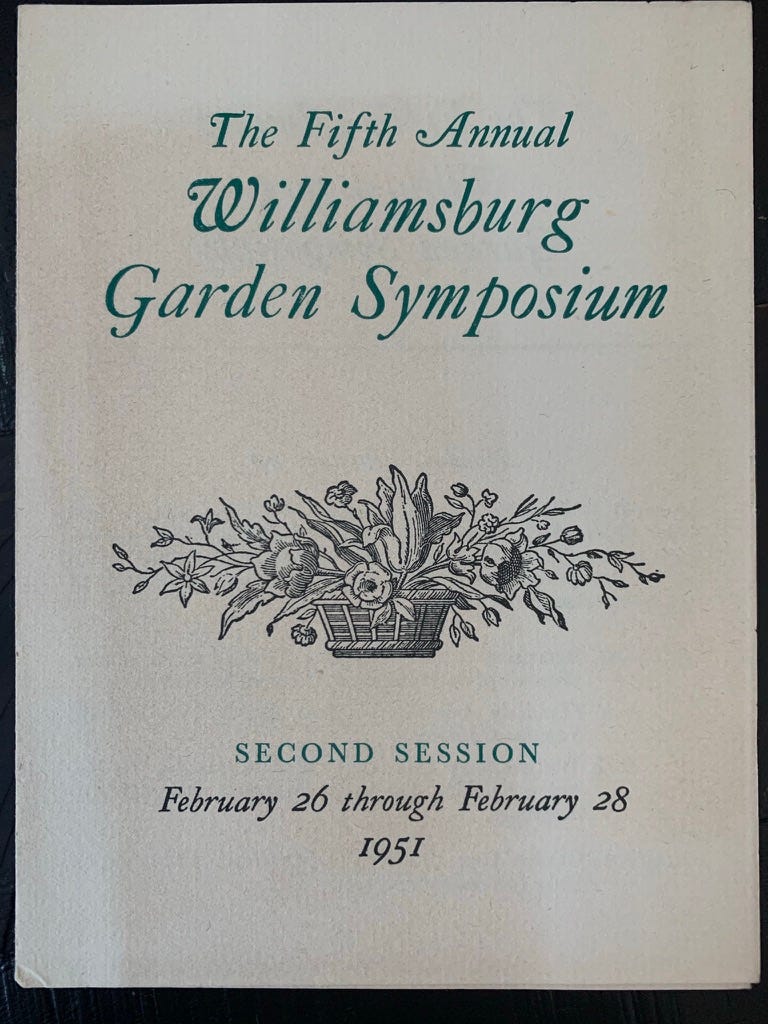 The Fifth Annual
Williamsburg
Garden Symposium
SECOND SESSION
February 26 through February 28
1951